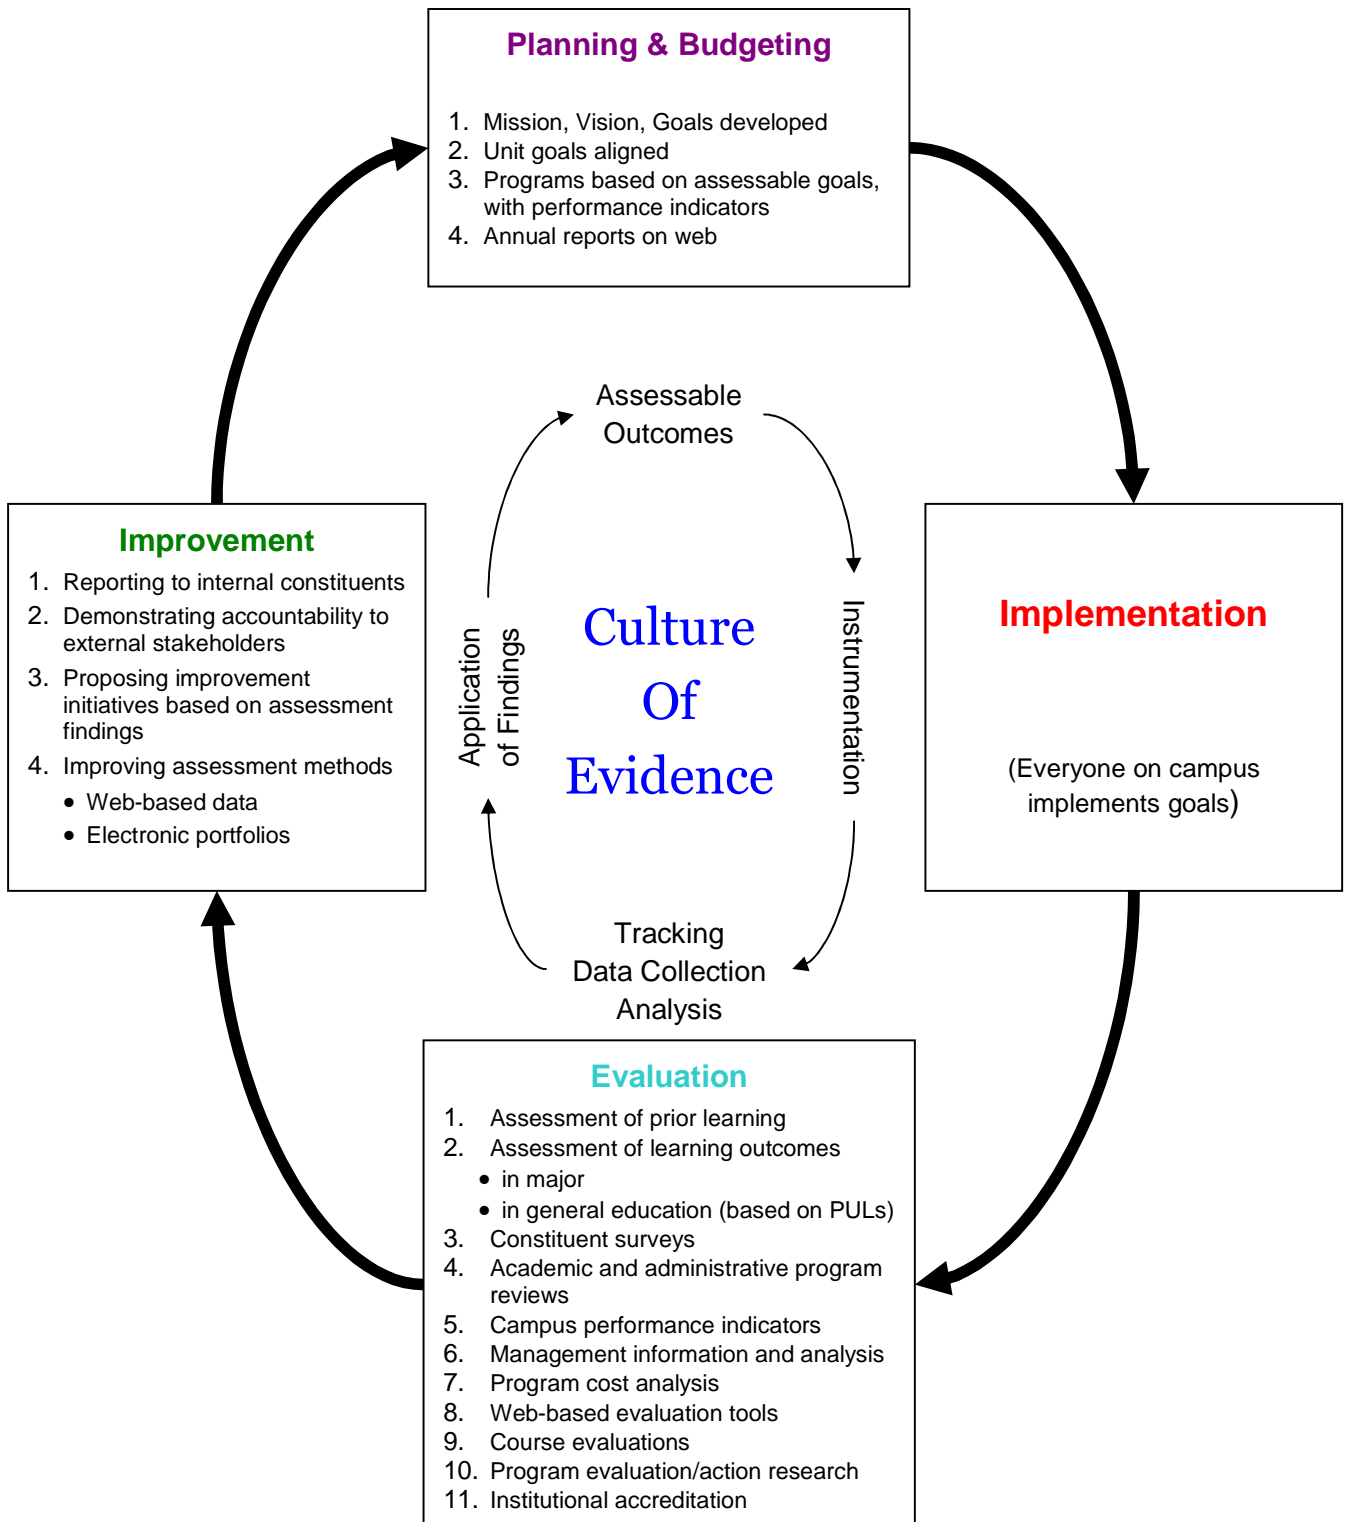 Planning & Budgeting
1. Mission, Vision, Goals developed
2. Unit goals aligned
3. Programs based on assessable goals,
with performance indicators
4. Annual reports on web
Assessable
Outcomes
Improvement
1. Reporting to internal constituents
2. Demonstrating accountability to
external stakeholders
3. Proposing improvement
initiatives based on assessment
findings
4. Improving assessment methods
• Web-based data
• Electronic portfolios
Application
of Findings
Culture
Of
Evidence
Instrumentation
Implementation
(Everyone on campus
implements goals)
Tracking
Data Collection
Analysis
Evaluation
1. Assessment of prior learning
2. Assessment of learning outcomes
• in major
• in general education (based on PULs)
3. Constituent surveys
4. Academic and administrative program
reviews
5. Campus performance indicators
6. Management information and analysis
7. Program cost analysis
8. Web-based evaluation tools
9. Course evaluations
10. Program evaluation/action research
11. Institutional accreditation